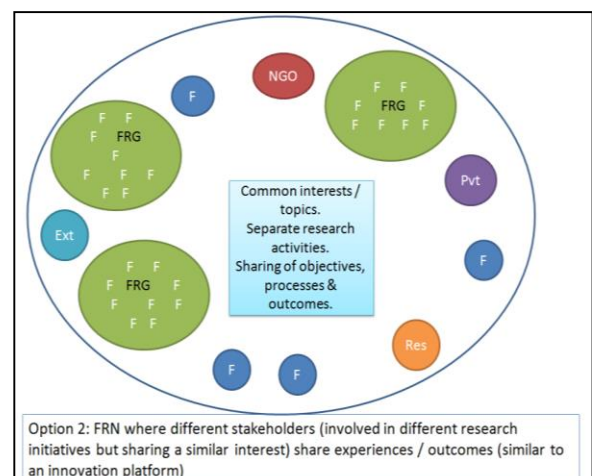 NGO
F
F F
F FRG F
F F F F
F F
F FRG
F
F F F F
F F
Pvt
Common interests /
topics.
Separate research
activities.
Sharing of objectives,
processes &
outcomes.
Ext
F
F F
F FRG F
F F F
F F
Res
F
F
Option 2: FRN where different stakeholders (involved in different research
initiatives but sharing a similar interest) share experiences / outcomes (similar to
an innovation platform)